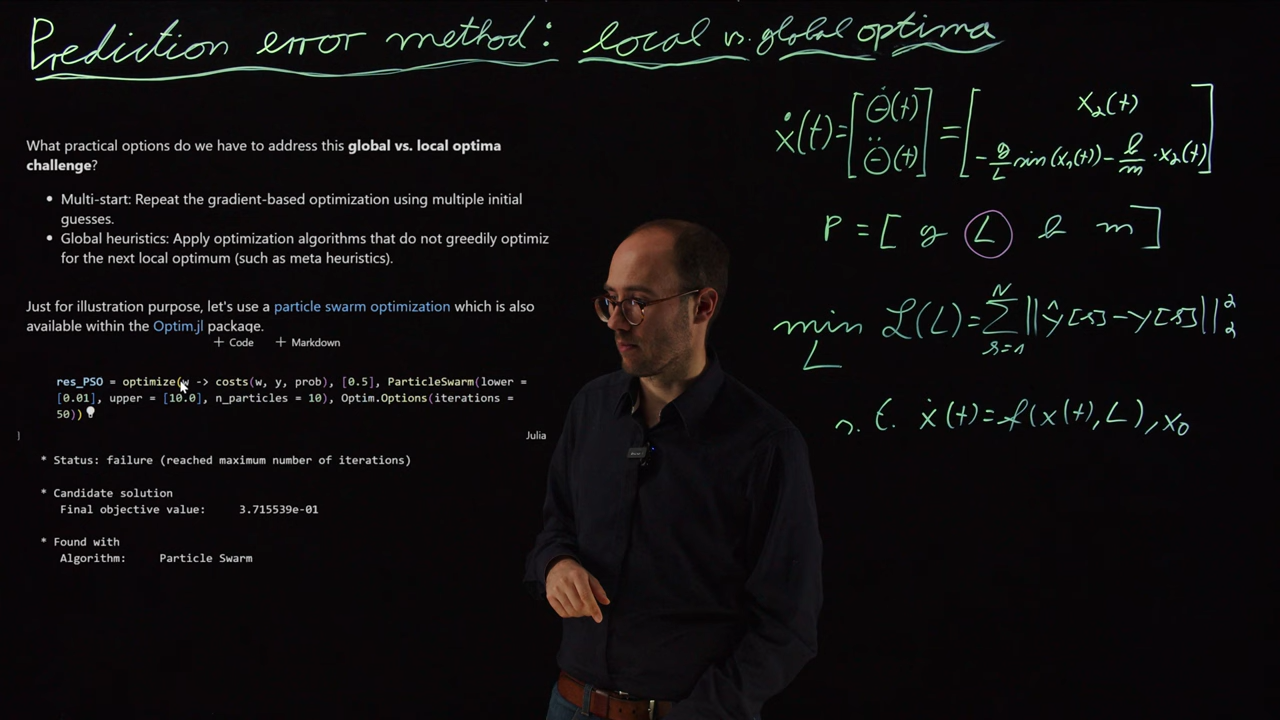 Prediction error method: local vs. global optima
What practical options do we have to address this global vs. local optima
challenge?
• Multi-start: Repeat the gradient-based optimization using multiple initial
guesses.
• Global heuristics: Apply optimization algorithms that do not greedily optimiz
for the next local optimum (such as meta heuristics).
Just for illustration purpose, let's use a particle swarm optimization which is also
available within the Optim.jl package.
+ Code + Markdown
res_PSO = optimize(w -> costs(w, y, prob), [0.5], ParticleSwarm(lower =
[0.01], upper = [10.0], n_particles = 10), Optim.Options(iterations =
50))
]
Julia
* Status: failure (reached maximum number of iterations)
* Candidate solution
Final objective value: 3.715539e-01
* Found with
Algorithm: Particle Swarm
ẋ(t) = [Θ̇(t) Θ̈(t)] = [x₂(t) -g/L sin(x₁(t)) - b/m · x₂(t)]
P = [ g L b m ]
min L ℒ(L) = Σ k=1 N ||ŷ[k] - y[k]||₂²
s. t. ẋ(t) = f(x(t), L), x₀